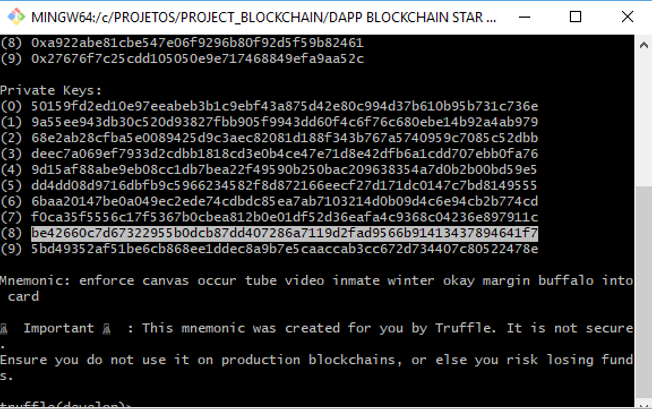 MINGW64:/c/PROJETOS/PROJECT_BLOCKCHAIN/DAPP BLOCKCHAIN STAR ...
(8) 0xa922abe81cbe547e06f9296b80f92d5f59b82461
(9) 0x27676f7c25cdd105050e9e717468849efa9aa52c
Private Keys:
(0) 50159fd2ed10e97eeabeb3b1c9ebf43a875d42e80c994d37b610b95b731c736e
(1) 9a55ee943db30c520d93827fbb905f9943dd60f4c6f76c680ebe14b92a4ab979
(2) 68e2ab28cfba5e0089425d9c3aec82081d188f343b767a5740959c7085c52dbb
(3) deec7a069ef7933d2cdbb1818cd3e0b4ce47e71d8e42dfb6a1cdd707ebb0fa76
(4) 9d15af88abe9eb08cc1db7bea22f49590b250bac209638354a7d0b2b00bd59e5
(5) dd4dd08d9716dbfb9c5966234582f8d872166eecf27d171dc0147c7bd8149555
(6) 6baa20147be0a049ec2ede74cdbdc85ea7ab7103214d0b09d4c6e94cb2b774cd
(7) f0ca35f5556c17f5367b0cbea812b0e01df52d36eafa4c9368c04236e897911c
(8) be42660c7d67322955b0dcb87dd407286a7119d2fad9566b91413437894641f7
(9) 5bd49352af51be6cb868ee1ddec8a9b7e5caaccab3cc672d734407c80522478e
Mnemonic: enforce canvas occur tube video inmate winter okay margin buffalo into
card
Important : This mnemonic was created for you by Truffle. It is not secure
.
Ensure you do not use it on production blockchains, or else you risk losing fund
s.
truffle(develop)>